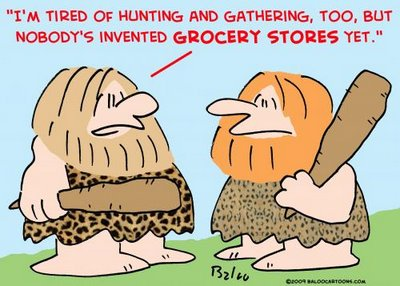 "I'M TIRED OF HUNTING AND GATHERING, TOO, BUT
NOBODY'S INVENTED GROCERY STORES YET."
Baloo
©2009 BALOOCARTOONS.COM